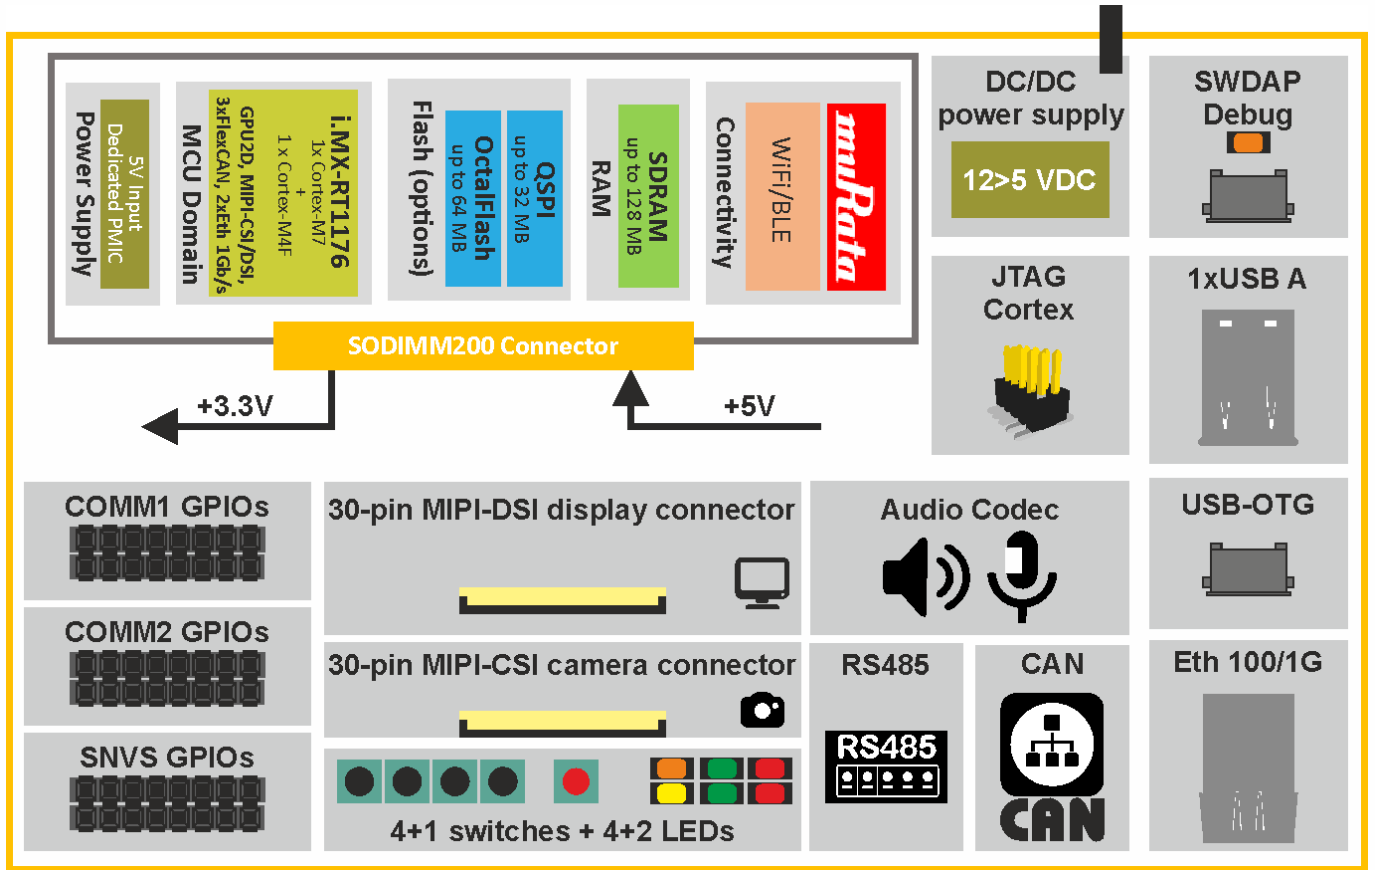 5V Input
Dedicated PMIC
Power Supply
i.MX-RT1176
1x Cortex-M7
+
1 x Cortex-M4F
GPU2D, MIPI-CSI/DSI,
3xFlexCAN, 2xEth 1Gb/s
MCU Domain
QSPI
up to 32 MB
OctalFlash
up to 64 MB
Flash (options)
SDRAM
up to 128 MB
RAM
muRata
WiFi/BLE
Connectivity
SODIMM200 Connector
+3.3V
+5V
DC/DC
power supply
12>5 VDC
SWDAP
Debug
JTAG
Cortex
1xUSB A
COMM1 GPIOs
30-pin MIPI-DSI display connector
Audio Codec
USB-OTG
COMM2 GPIOs
30-pin MIPI-CSI camera connector
RS485
RS485
CAN
CAN
Eth 100/1G
SNVS GPIOs
4+1 switches + 4+2 LEDs